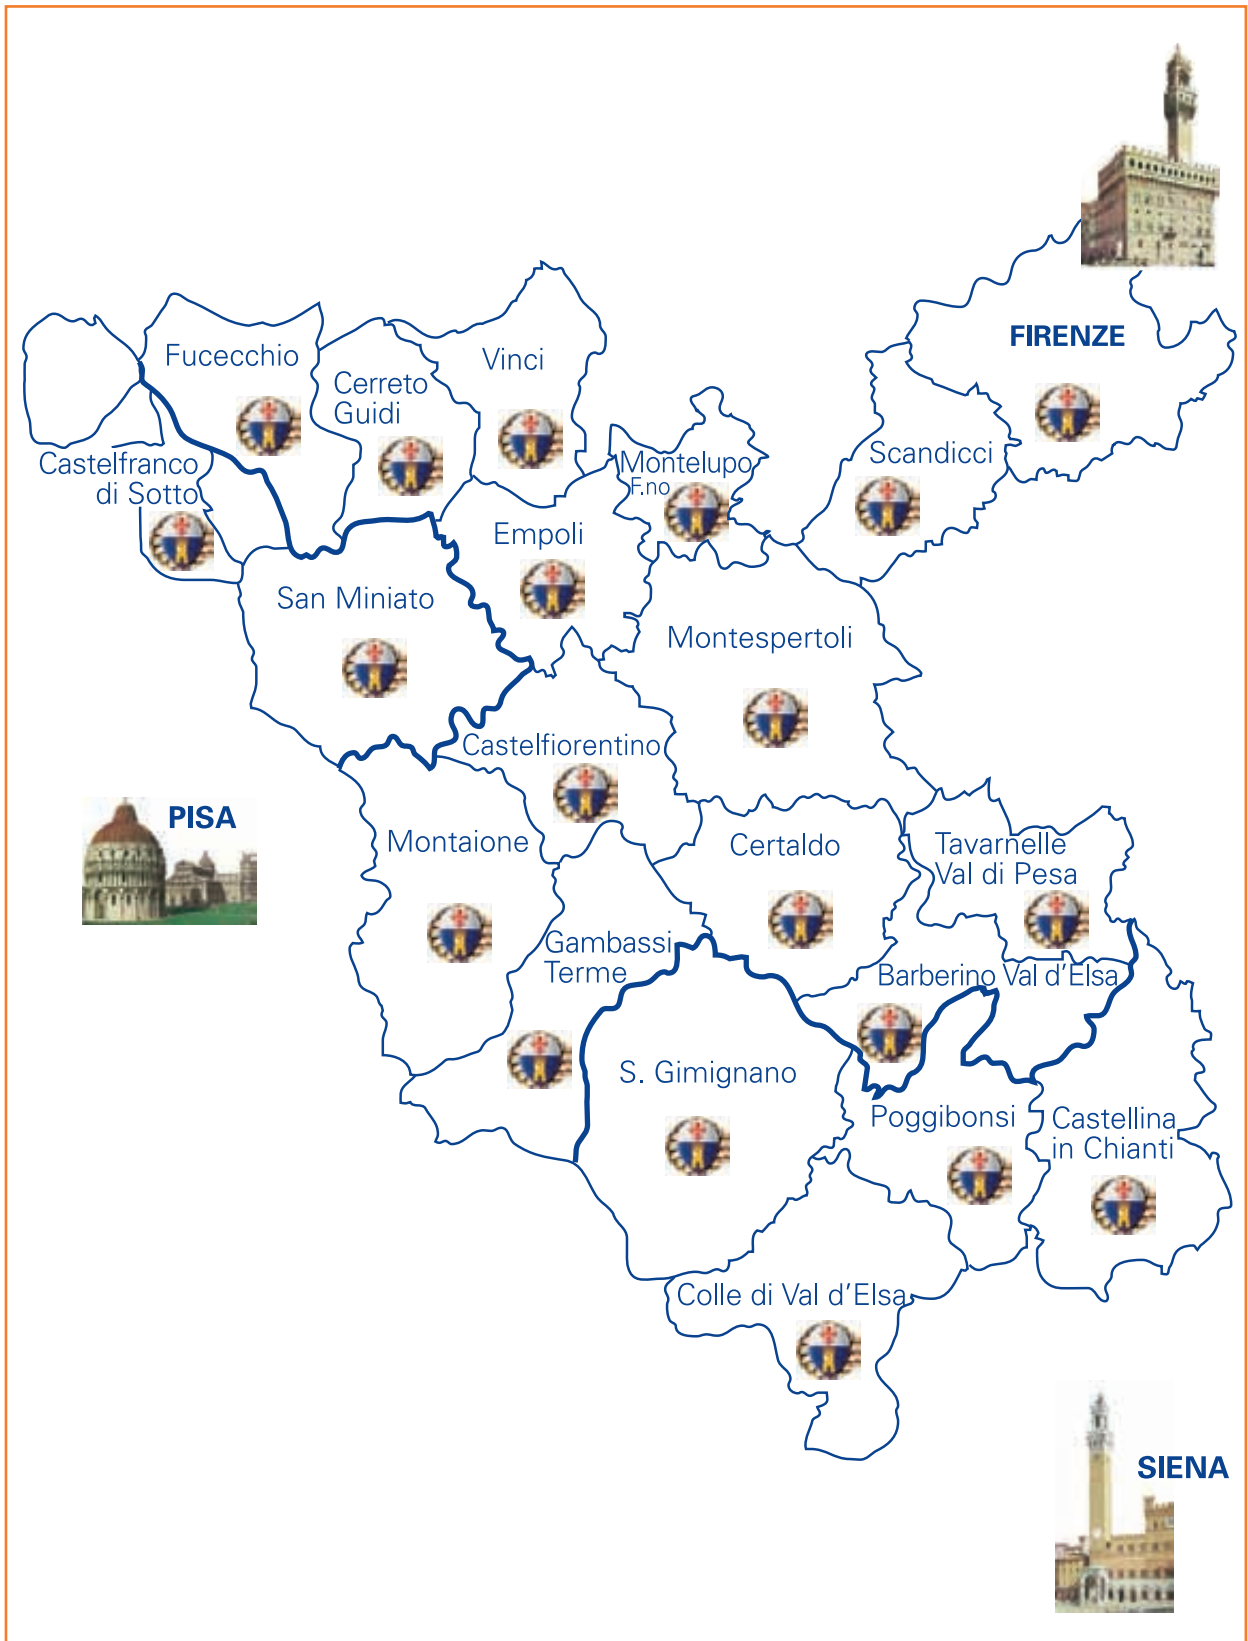 FIRENZE
Fucecchio
Vinci
Cerreto
Guidi
Castelfranco
di Sotto
Montelupo
F.no
Scandicci
Empoli
San Miniato
Montespertoli
Castelfiorentino
PISA
Montaione
Certaldo
Tavarnelle
Val di Pesa
Gambassi
Terme
Barberino Val d'Elsa
S. Gimignano
Poggibonsi
Castellina
in Chianti
Colle di Val d'Elsa
SIENA